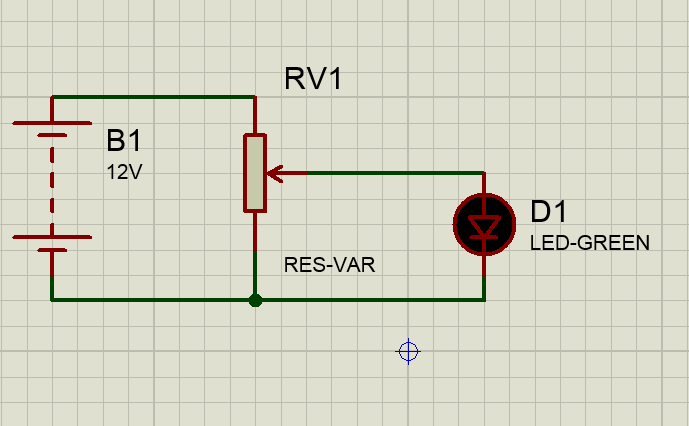 RV1
B1
12V
D1
LED-GREEN
RES-VAR